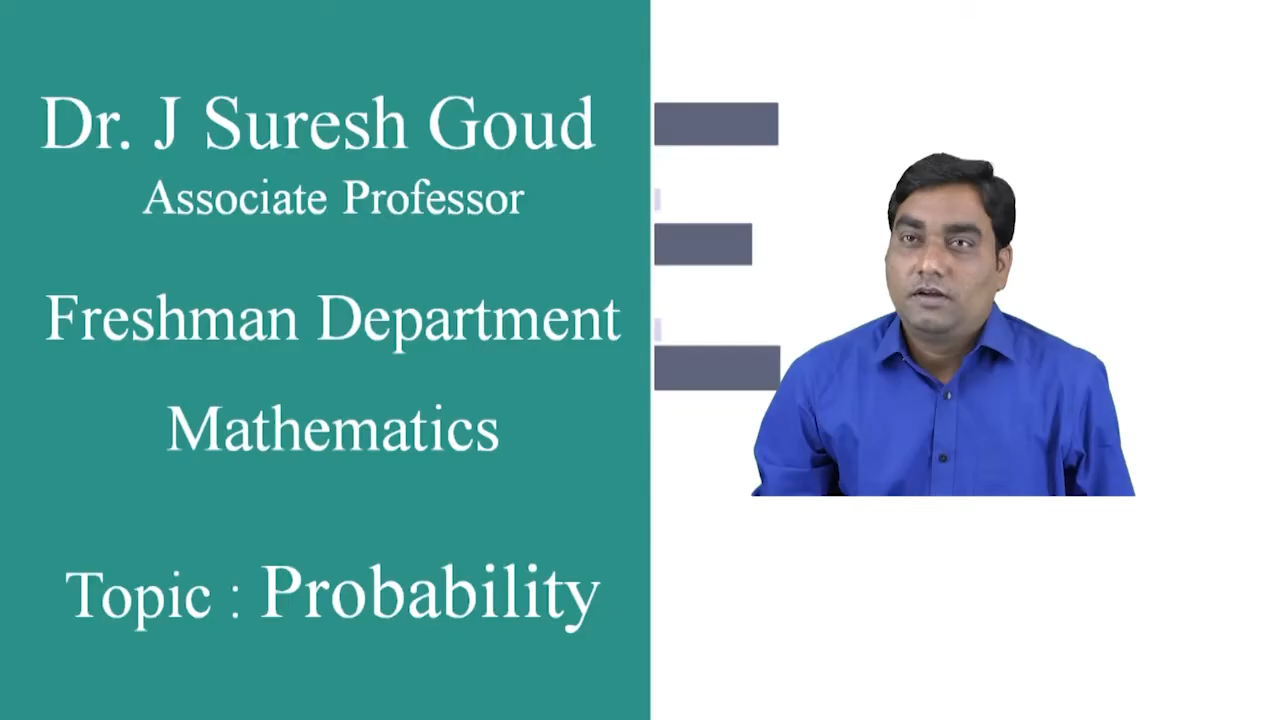 Dr. J Suresh Goud
Associate Professor
Freshman Department
Mathematics
Topic : Probability